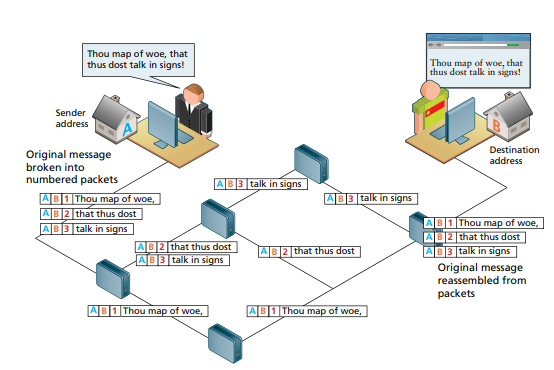 Thou map of woe, that
thus dost talk in signs!
Thou map of woe, that
thus dost talk in signs!
Sender
address
A
B
Destination
address
Original message
broken into
numbered packets
A B 1 Thou map of woe,
A B 2 that thus dost
A B 3 talk in signs
A B 3 talk in signs
A B 3 talk in signs
A B 2 that thus dost
A B 3 talk in signs
A B 2 that thus dost
A B 1 Thou map of woe,
A B 2 that thus dost
A B 3 talk in signs
Original message
reassembled from
packets
A B 1 Thou map of woe,
A B 1 Thou map of woe,